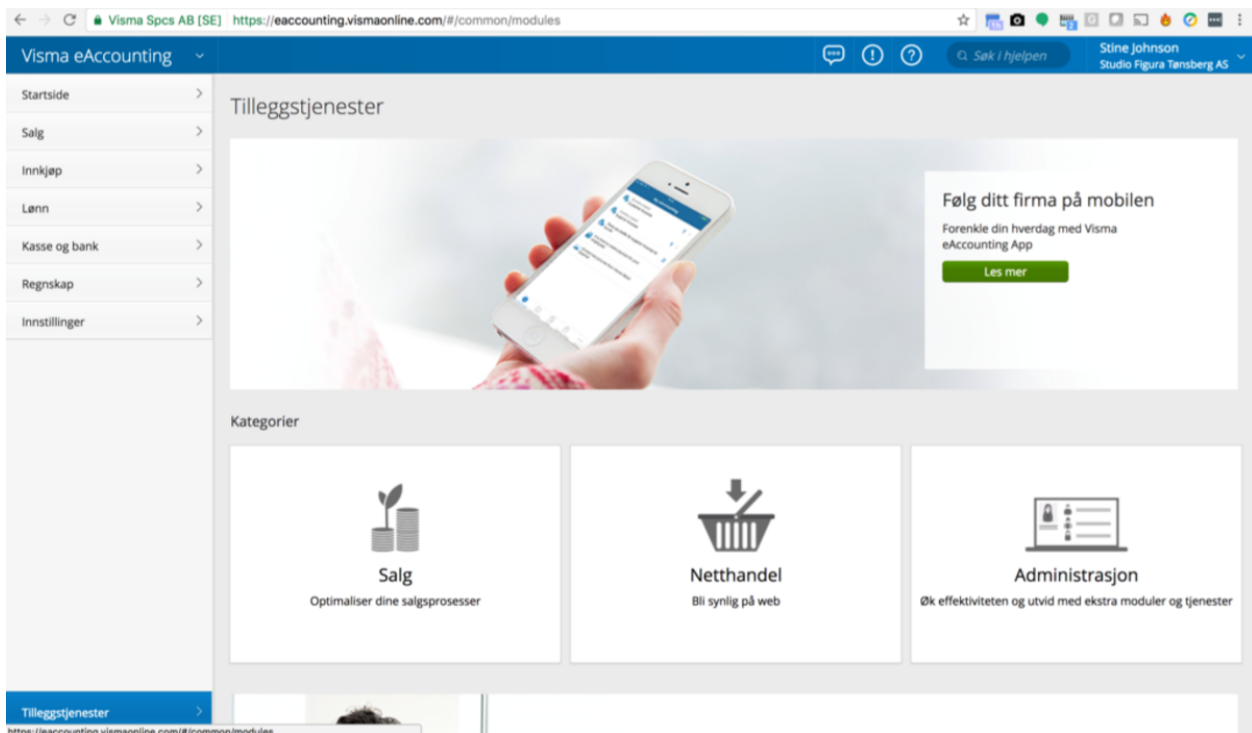 Visma Spcs AB [SE] https://eaccounting.vismaonline.com/#/common/modules
Visma eAccounting
Søk i hjelpen
Stine Johnson
Studio Figura Tønsberg AS
Startside
Salg
Innkjøp
Lønn
Kasse og bank
Regnskap
Innstillinger
Tilleggstjenester
Tilleggstjenester
Følg ditt firma på mobilen
Forenkle din hverdag med Visma
eAccounting App
Les mer
Kategorier
Salg
Optimaliser dine salgsprosesser
Netthandel
Bli synlig på web
Administrasjon
Øk effektiviteten og utvid med ekstra moduler og tjenester
https://eaccounting.vismaonline.com/#/common/modules